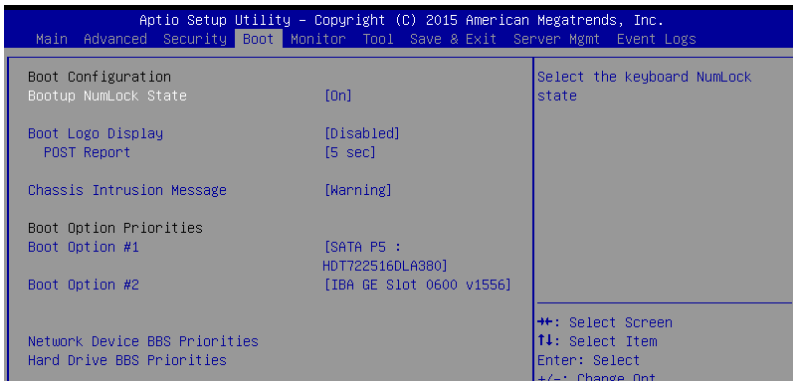 Aptio Setup Utility – Copyright (C) 2015 American Megatrends, Inc.
Main Advanced Security Boot Monitor Tool Save & Exit Server Mgmt Event Logs
Boot Configuration
Bootup NumLock State [On]
Boot Logo Display [Disabled]
POST Report [5 sec]
Chassis Intrusion Message [Warning]
Boot Option Priorities
Boot Option #1 [SATA P5 :
HDT722516DLA380]
Boot Option #2 [IBA GE Slot 0600 v1556]
Network Device BBS Priorities
Hard Drive BBS Priorities
Select the keyboard NumLock
state
→←: Select Screen
↑↓: Select Item
Enter: Select
+/-: Change Opt